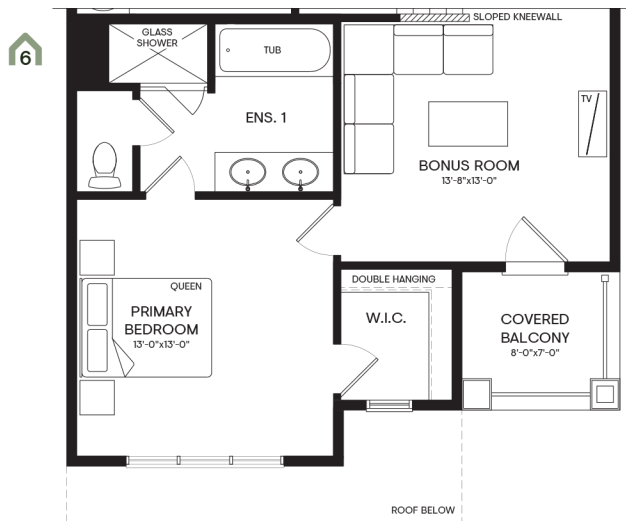 6
SLOPED KNEEWALL
GLASS
SHOWER
TUB
ENS. 1
TV
BONUS ROOM
13'-8"x13'-0"
QUEEN
PRIMARY
BEDROOM
13'-0"x13'-0"
DOUBLE HANGING
W.I.C.
COVERED
BALCONY
8'-0"x7'-0"
ROOF BELOW